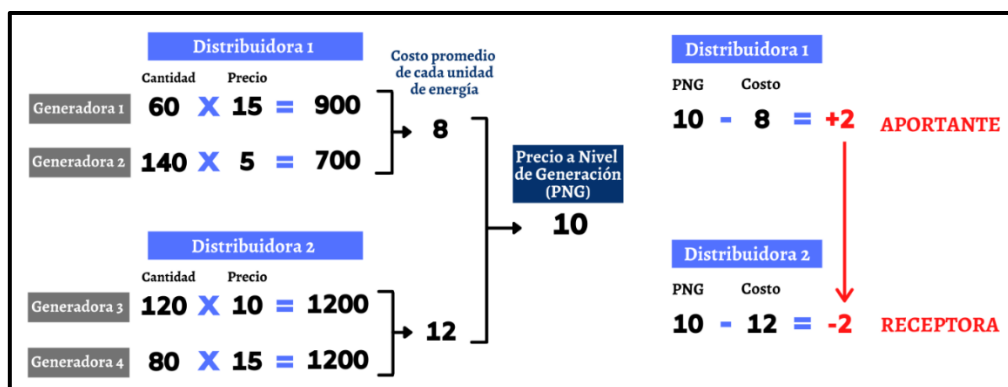 Distribuidora 1
Cantidad Precio
Generadora 1 60 X 15 = 900
Generadora 2 140 X 5 = 700
Costo promedio
de cada unidad
de energía
8
Distribuidora 2
Cantidad Precio
Generadora 3 120 X 10 = 1200
Generadora 4 80 X 15 = 1200
12
Precio a Nivel
de Generación
(PNG)
10
Distribuidora 1
PNG Costo
10 - 8 = +2 APORTANTE
Distribuidora 2
PNG Costo
10 - 12 = -2 RECEPTORA